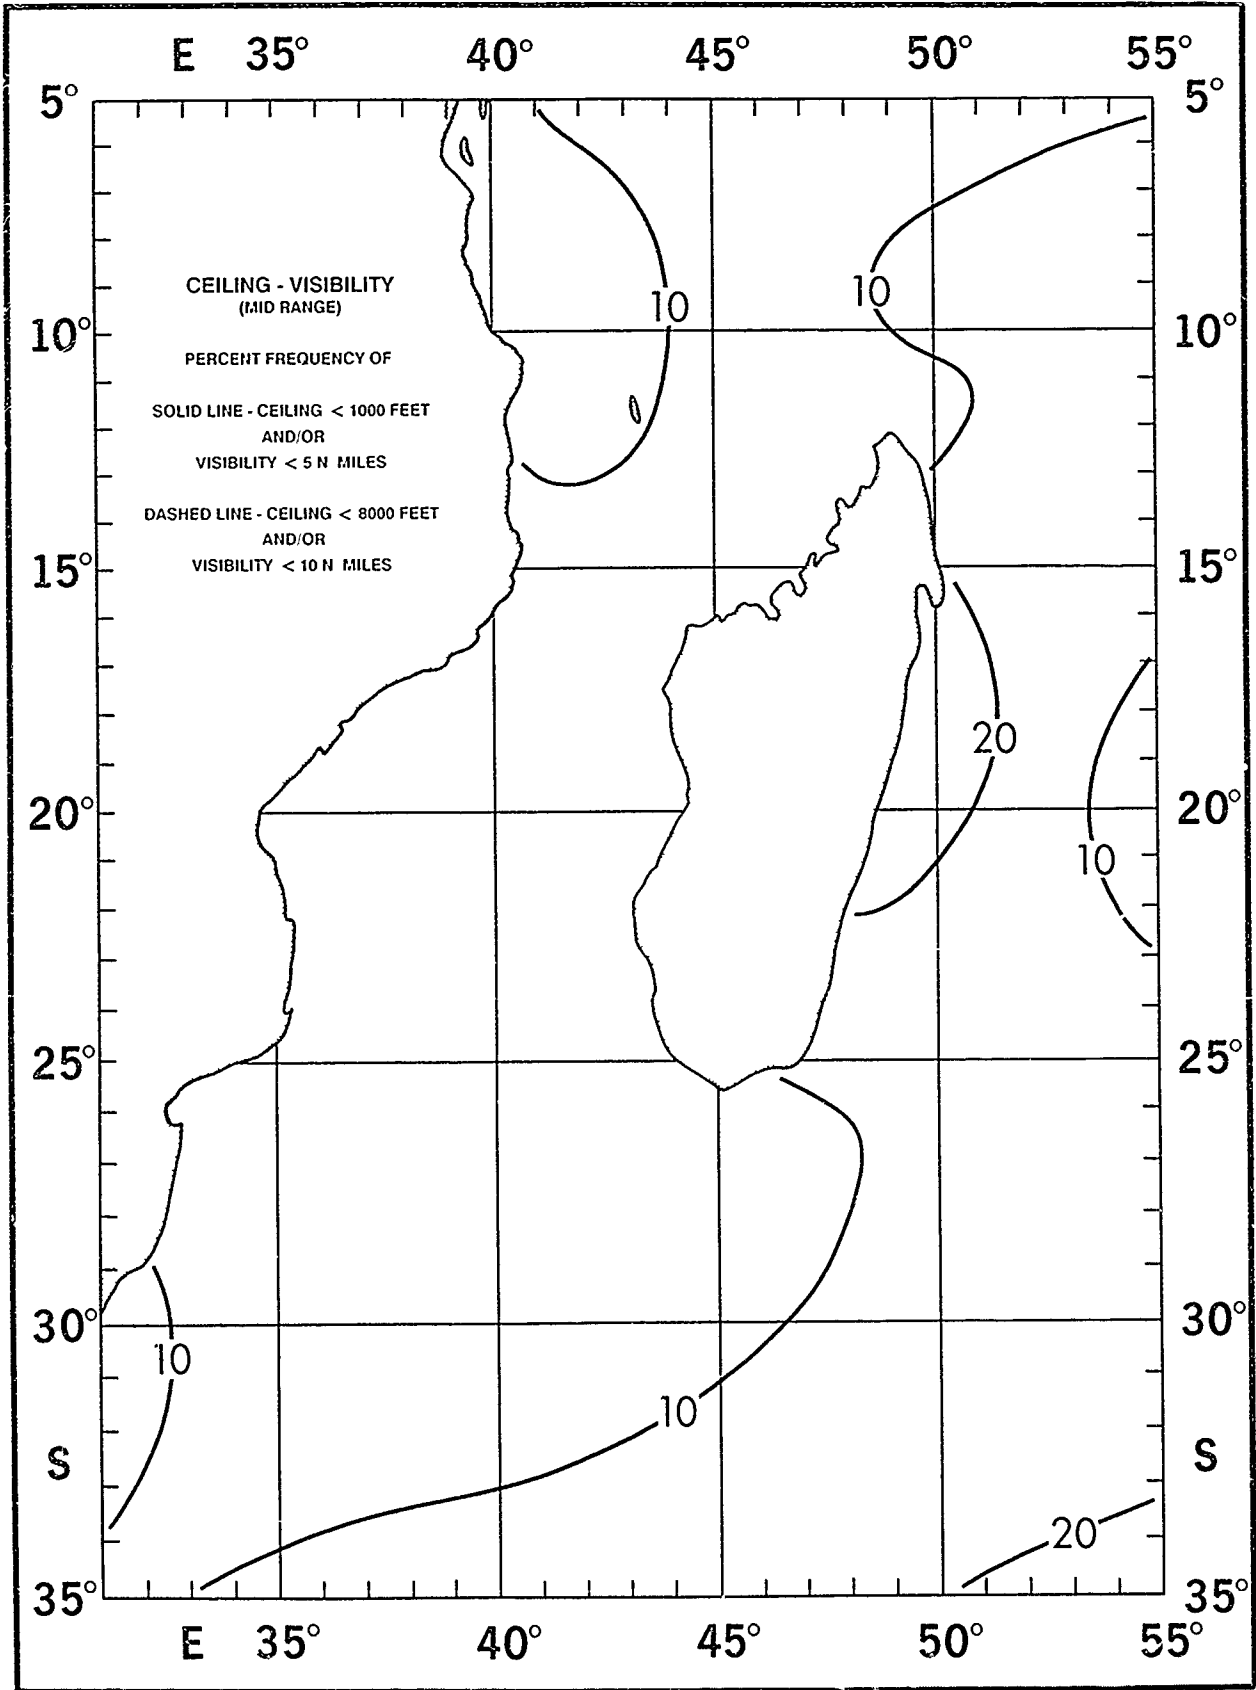 E 35° 40° 45° 50° 55°
5° 5°
CEILING - VISIBILITY
(MID RANGE)
10 10
10° 10°
PERCENT FREQUENCY OF
SOLID LINE - CEILING < 1000 FEET
AND/OR
VISIBILITY < 5 N MILES
DASHED LINE - CEILING < 8000 FEET
AND/OR
VISIBILITY < 10 N MILES
15° 15°
20
20° 20°
10
25° 25°
30° 30°
10
10
S S
20
35° 35°
E 35° 40° 45° 50° 55°